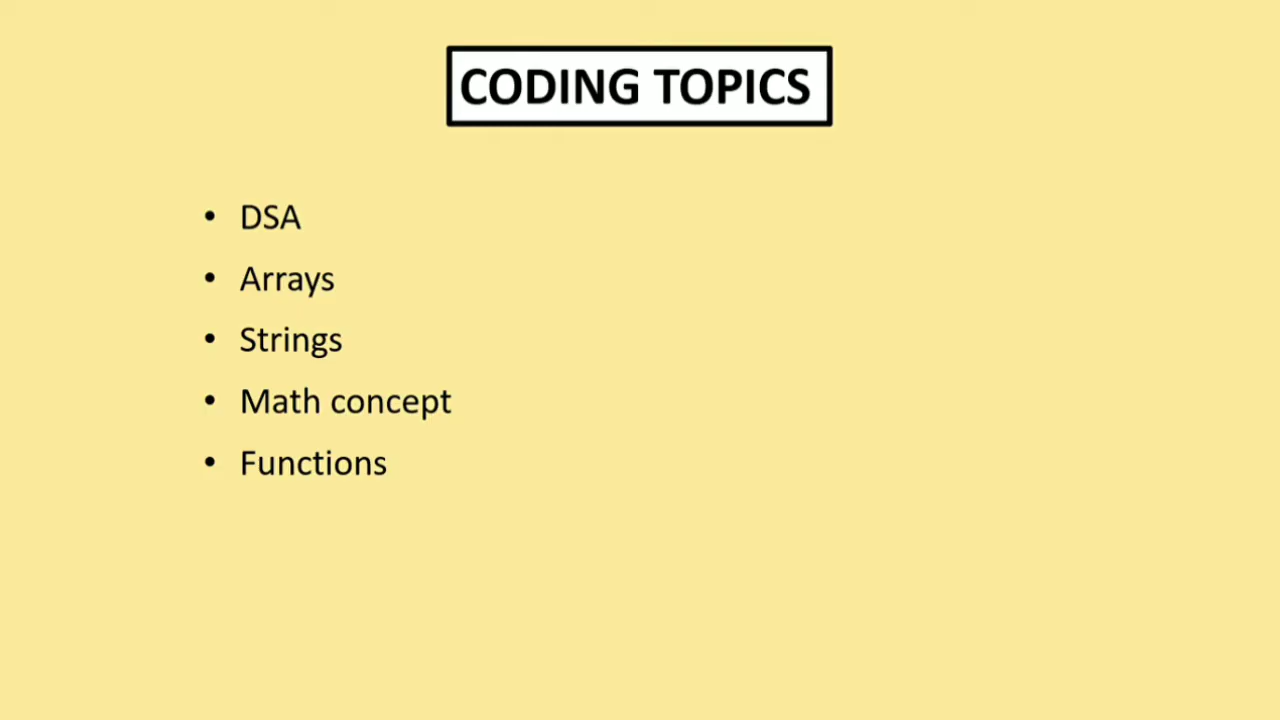 CODING TOPICS
• DSA
• Arrays
• Strings
• Math concept
• Functions